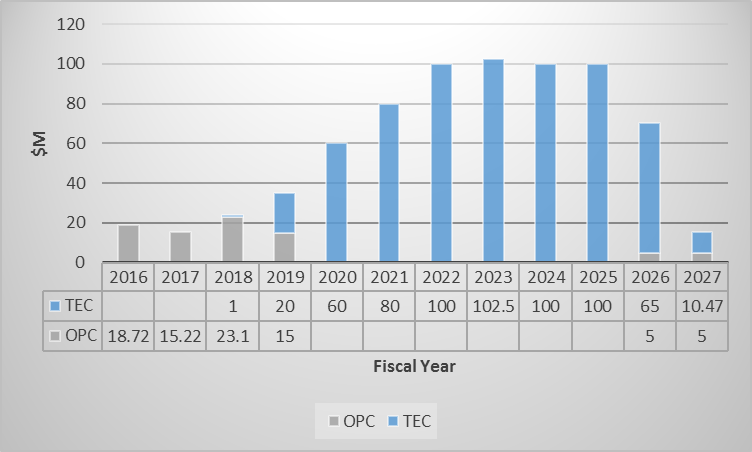 120
100
80
60
40
20
0
$M
2016 2017 2018 2019 2020 2021 2022 2023 2024 2025 2026 2027
TEC 1 20 60 80 100 102.5 100 100 65 10.47
OPC 18.72 15.22 23.1 15 5 5
Fiscal Year
OPC TEC